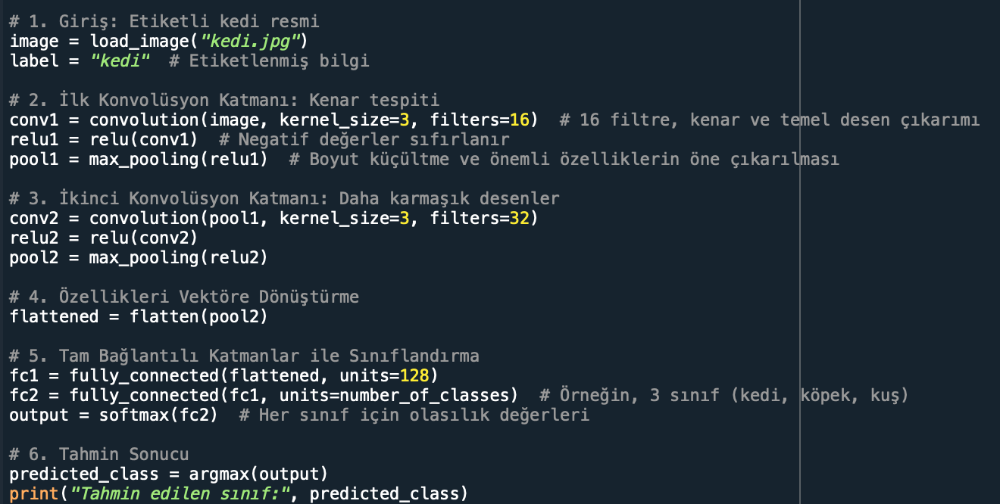 # 1. Giriş: Etiketli kedi resmi
image = load_image("kedi.jpg")
label = "kedi"  # Etiketlenmiş bilgi
# 2. İlk Konvolüsyon Katmanı: Kenar tespiti
conv1 = convolution(image, kernel_size=3, filters=16)  # 16 filtre, kenar ve temel desen çıkarımı
relu1 = relu(conv1)  # Negatif değerler sıfırlanır
pool1 = max_pooling(relu1)  # Boyut küçültme ve önemli özelliklerin öne çıkarılması
# 3. İkinci Konvolüsyon Katmanı: Daha karmaşık desenler
conv2 = convolution(pool1, kernel_size=3, filters=32)
relu2 = relu(conv2)
pool2 = max_pooling(relu2)
# 4. Özellikleri Vektöre Dönüştürme
flattened = flatten(pool2)
# 5. Tam Bağlantılı Katmanlar ile Sınıflandırma
fc1 = fully_connected(flattened, units=128)
fc2 = fully_connected(fc1, units=number_of_classes)  # Örneğin, 3 sınıf (kedi, köpek, kuş)
output = softmax(fc2)  # Her sınıf için olasılık değerleri
# 6. Tahmin Sonucu
predicted_class = argmax(output)
print("Tahmin edilen sınıf:", predicted_class)